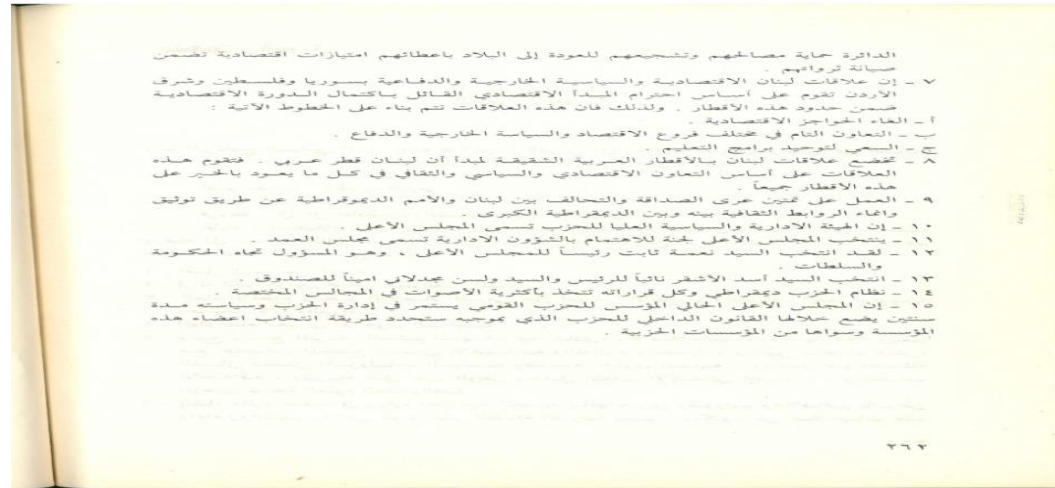 الدائرة حماية مصالحهم وتشجيعهم للعودة إلى البلاد باعطائهم امتيازات اقتصادية تضمن
صيانة ثرواتهم .
٧ ـ إن علاقات لبنان الاقتصادية والسياسية الخارجية والدفاعية بسوريا وفلسطين وشرق
الأردن تقوم على أساس احترام المبدأ الاقتصادي القائل باكتمال الدورة الاقتصادية
ضمن حدود هذه الأقطار . ولذلك فان هذه العلاقات تتم بناء على الخطوط الآتية :
أ ـ الغاء الحواجز الاقتصادية .
ب ـ التعاون التام في مختلف فروع الاقتصاد والسياسة الخارجية والدفاع .
ج ـ السعي لتوحيد برامج التعليم .
٨ ـ تخضع علاقات لبنان بالأقطار العربية الشقيقة لمبدأ أن لبنان قطر عربي . فتقوم هذه
العلاقات على أساس التعاون الاقتصادي والسياسي والثقافي في كل ما يعود بالخير على
هذه الاقطار جميعاً .
٩ ـ العمل على تمتين عرى الصداقة والتحالف بين لبنان والأمم الديموقراطية عن طريق توثيق
وانماء الروابط الثقافية بينه وبين الديمقراطية الكبرى .
١٠ ـ إن الهيئة الادارية والسياسية العليا للحزب تسمى المجلس الأعلى .
١١ ـ ينتخب المجلس الأعلى لجنة للاهتمام بالشؤون الادارية تسمى مجلس العمد .
١٢ ـ لقد انتخب السيد نعمة ثابت رئيساً للمجلس الأعلى ، وهو المسؤول تجاه الحكومة
والسلطات .
١٣ ـ انتخب السيد أسد الأشقر نائباً للرئيس والسيد ولسن مجدلاني اميناً للصندوق .
١٤ ـ نظام الحزب ديمقراطي وكل قراراته تتخذ بأكثرية الأصوات في المجالس المختصة .
١٥ ـ إن المجلس الأعلى الحالي المؤسس للحزب القومي يستمر في إدارة الحزب وسياسته مدة
سنتين يضع خلالها القانون الداخلي للحزب الذي بموجبه ستحدد طريقة انتخاب اعضاء هذه
المؤسسة وسواها من المؤسسات الحزبية .
٣٦٢